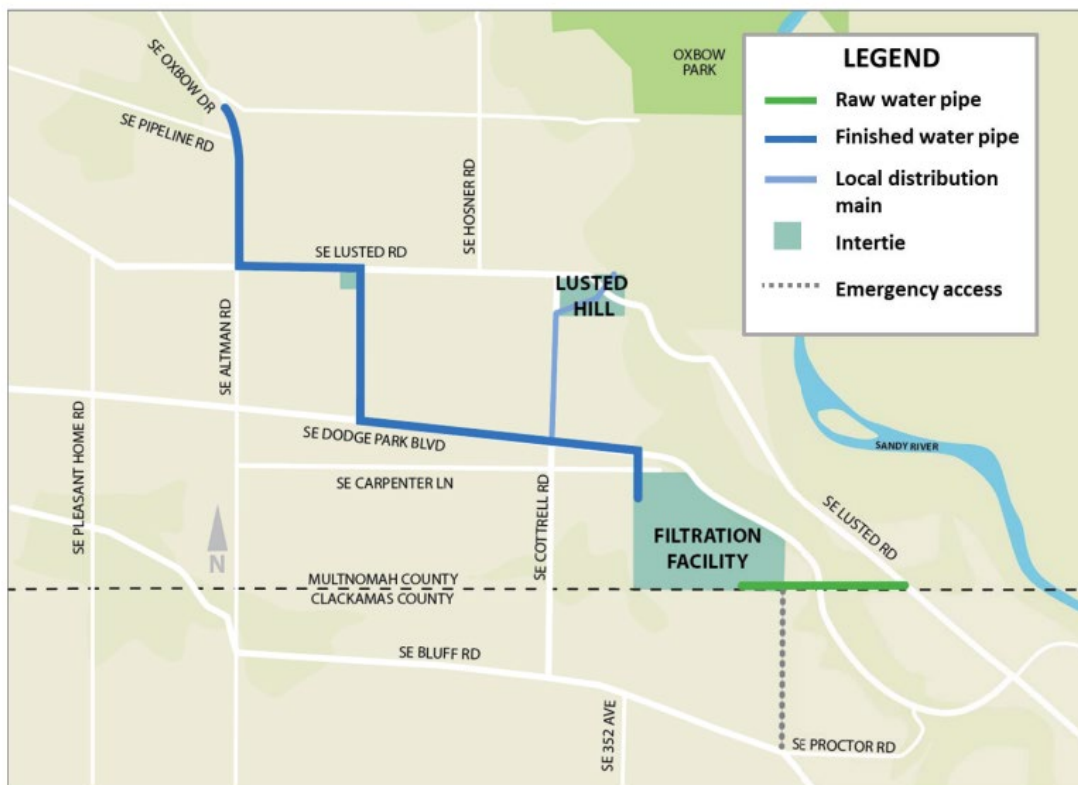 OXBOW
PARK
LEGEND
Raw water pipe
Finished water pipe
Local distribution
main
Intertie
Emergency access
SE OXBOW DR
SE PIPELINE RD
SE HOSNER RD
SE LUSTED RD
LUSTED
HILL
SE ALTMAN RD
SE PLEASANT HOME RD
SE DODGE PARK BLVD
SE CARPENTER LN
SE COTTRELL RD
SANDY RIVER
SE LUSTED RD
FILTRATION
FACILITY
N
MULTNOMAH COUNTY
CLACKAMAS COUNTY
SE BLUFF RD
SE 352 AVE
SE PROCTOR RD